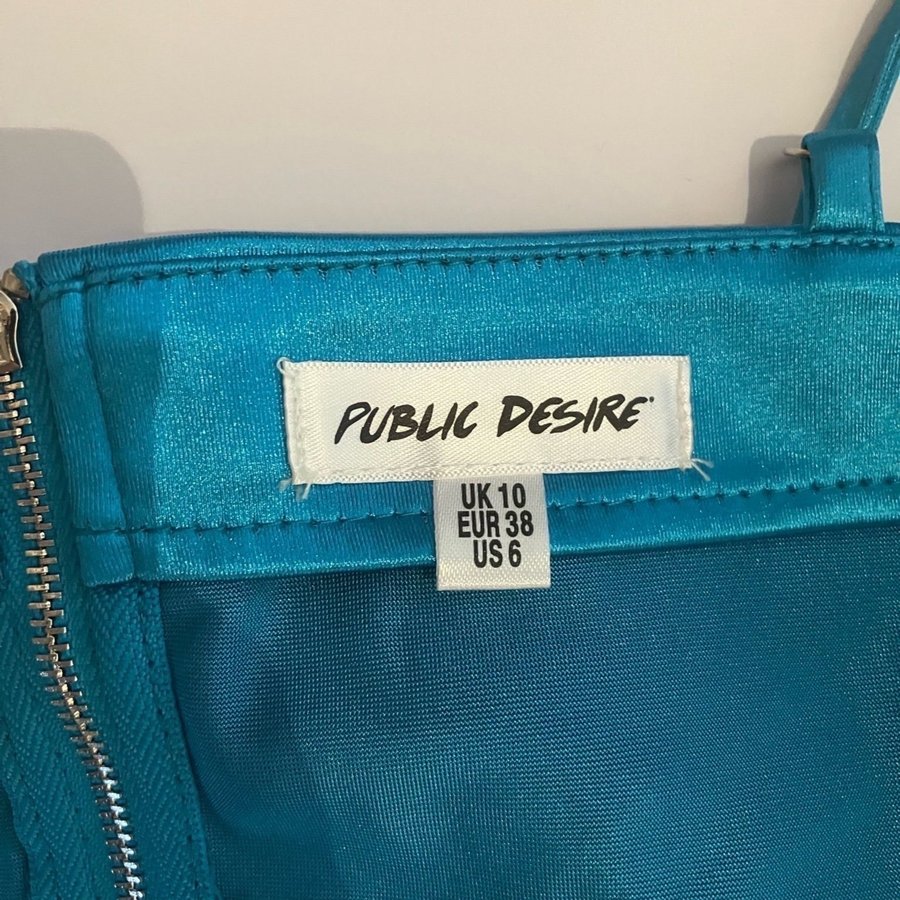 PUBLIC DESIRE
UK 10
EUR 38
US 6